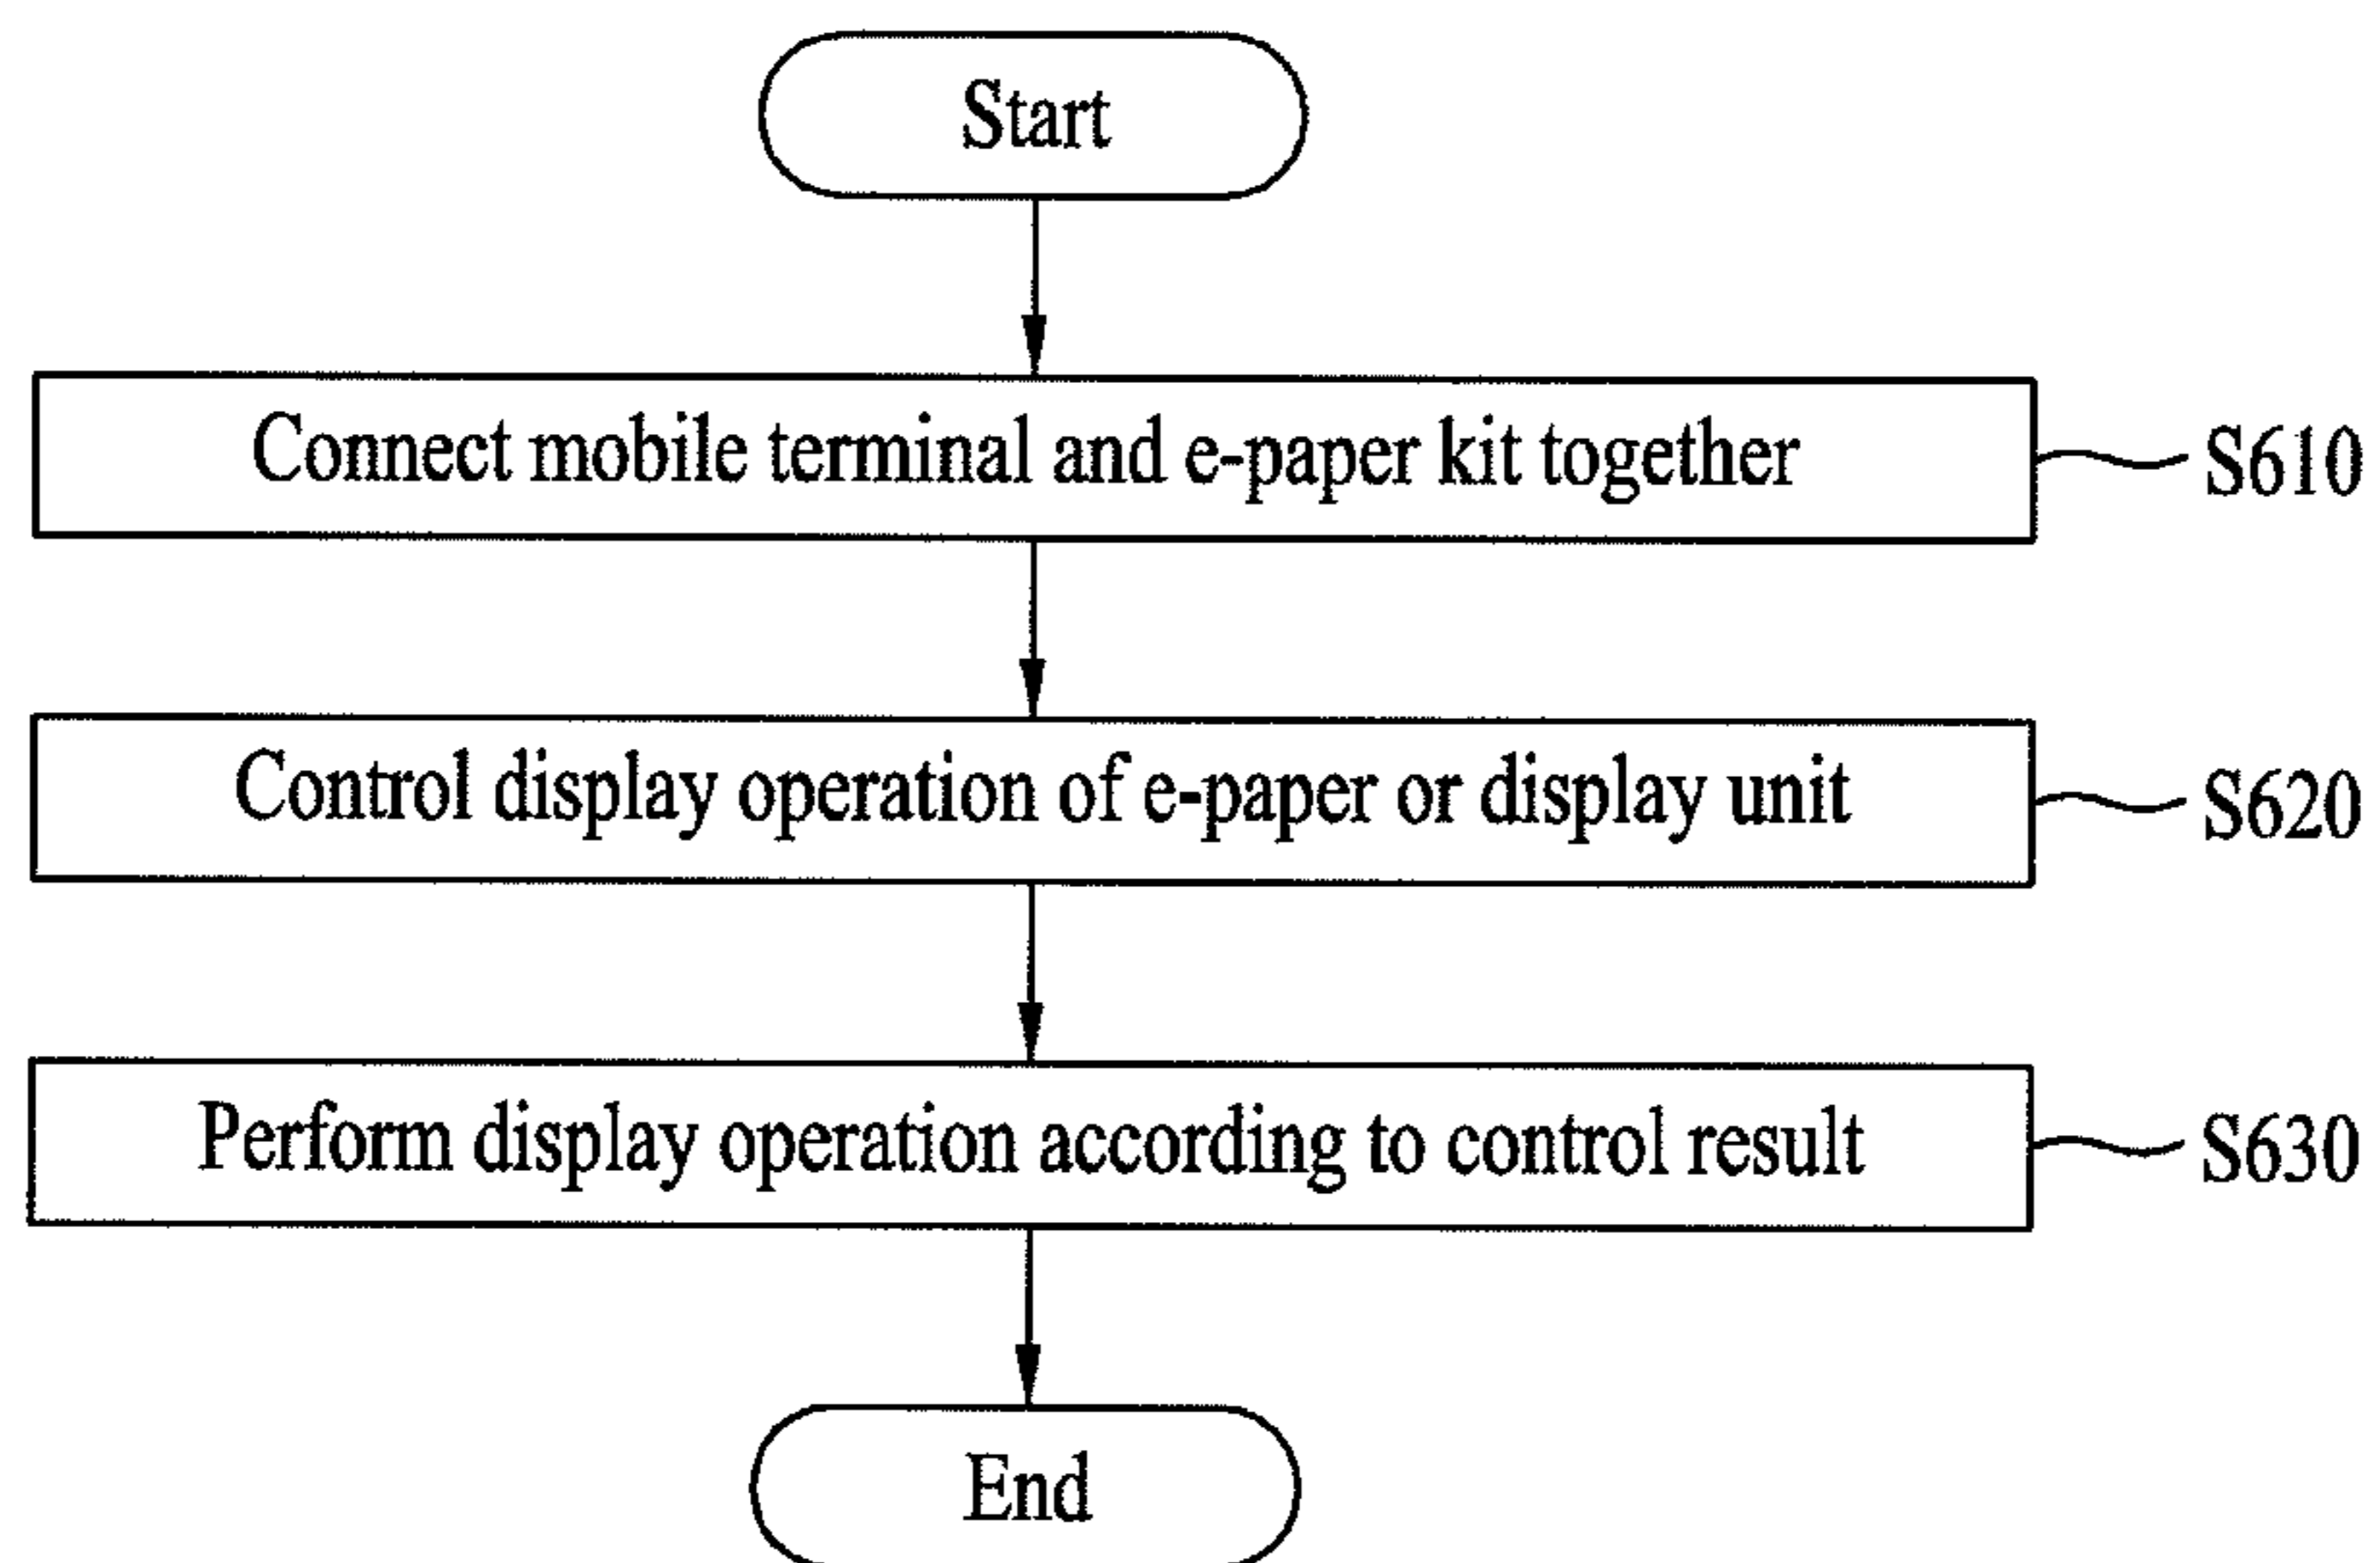 Start
Connect mobile terminal and e-paper kit together
S610
Control display operation of e-paper or display unit
S620
Perform display operation according to control result
S630
End